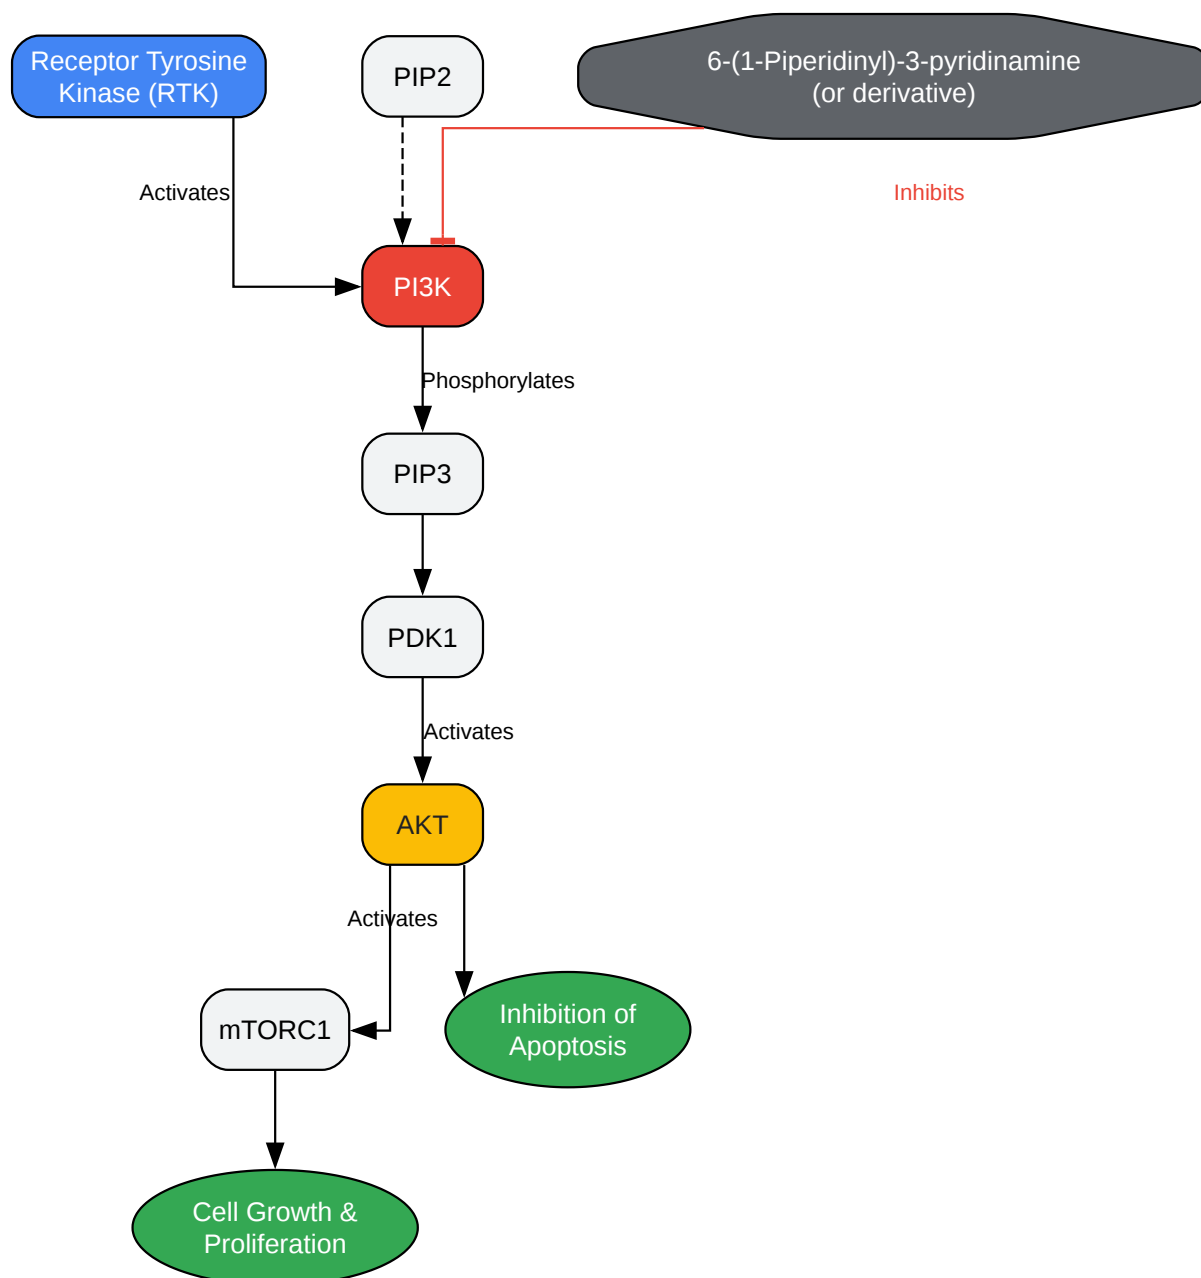 Receptor Tyrosine
Kinase (RTK)
PIP2
6-(1-Piperidinyl)-3-pyridinamine
(or derivative)
Activates
Inhibits
PI3K
Phosphorylates
PIP3
PDK1
Activates
AKT
Activates
Inhibition of
Apoptosis
mTORC1
Cell Growth &
Proliferation